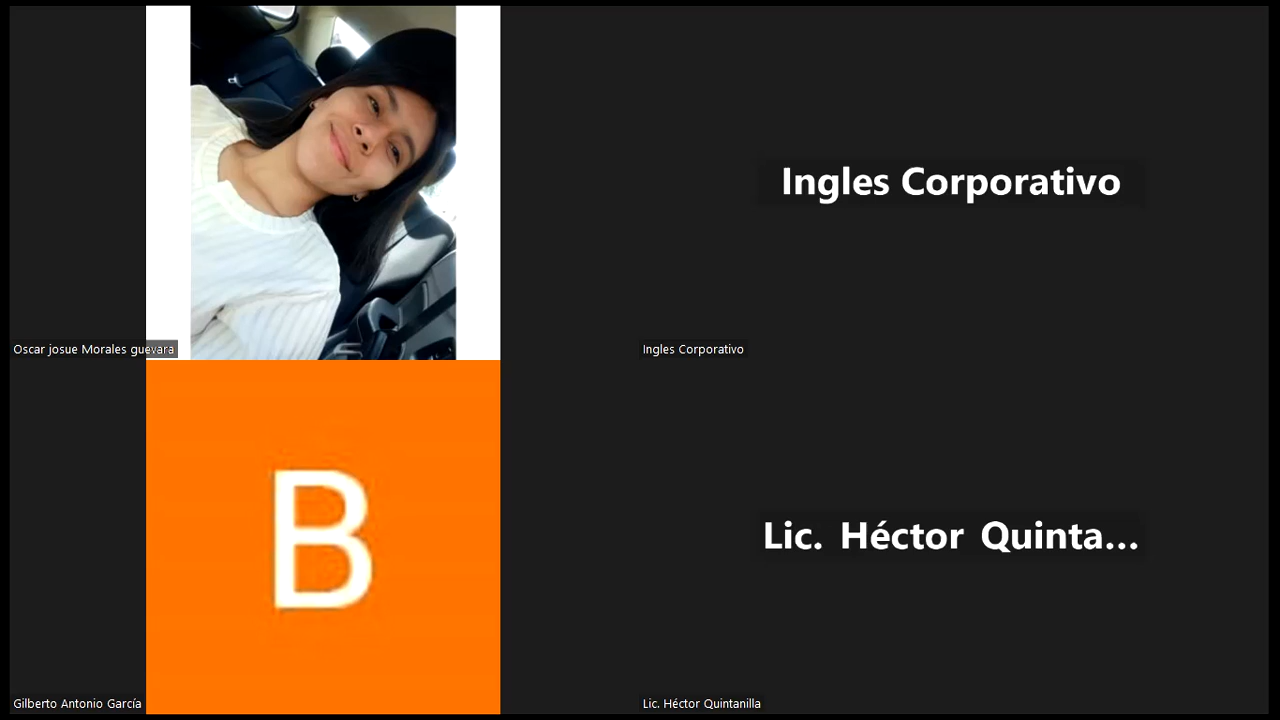 Ingles Corporativo
Oscar josue Morales guevara
Ingles Corporativo
B
Lic. Héctor Quinta...
Gilberto Antonio García
Lic. Héctor Quintanilla